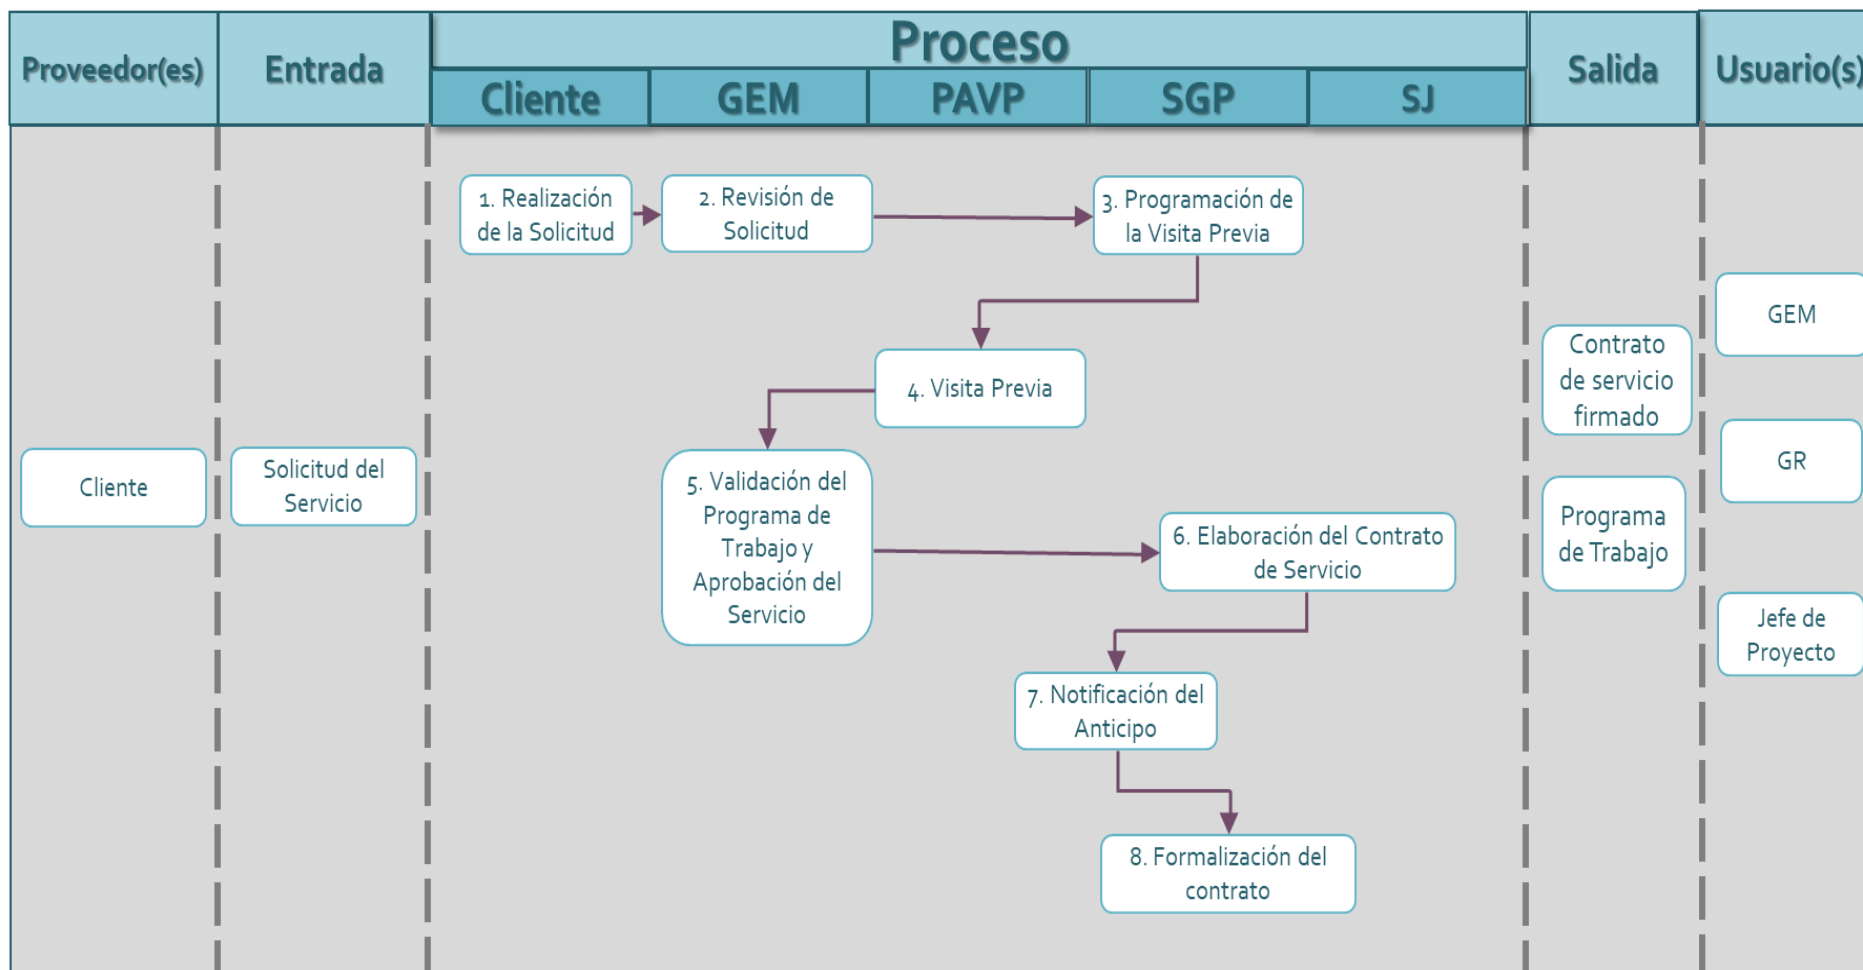 Proveedor(es)
Entrada
Proceso
Salida
Usuario(s)
Cliente
GEM
PAVP
SGP
SJ
1. Realización
de la Solicitud
2. Revisión de
Solicitud
3. Programación de
la Visita Previa
4. Visita Previa
Cliente
Solicitud del
Servicio
5. Validación del
Programa de
Trabajo y
Aprobación del
Servicio
6. Elaboración del Contrato
de Servicio
7. Notificación del
Anticipo
8. Formalización del
contrato
Contrato
de servicio
firmado
Programa
de Trabajo
GEM
GR
Jefe de
Proyecto